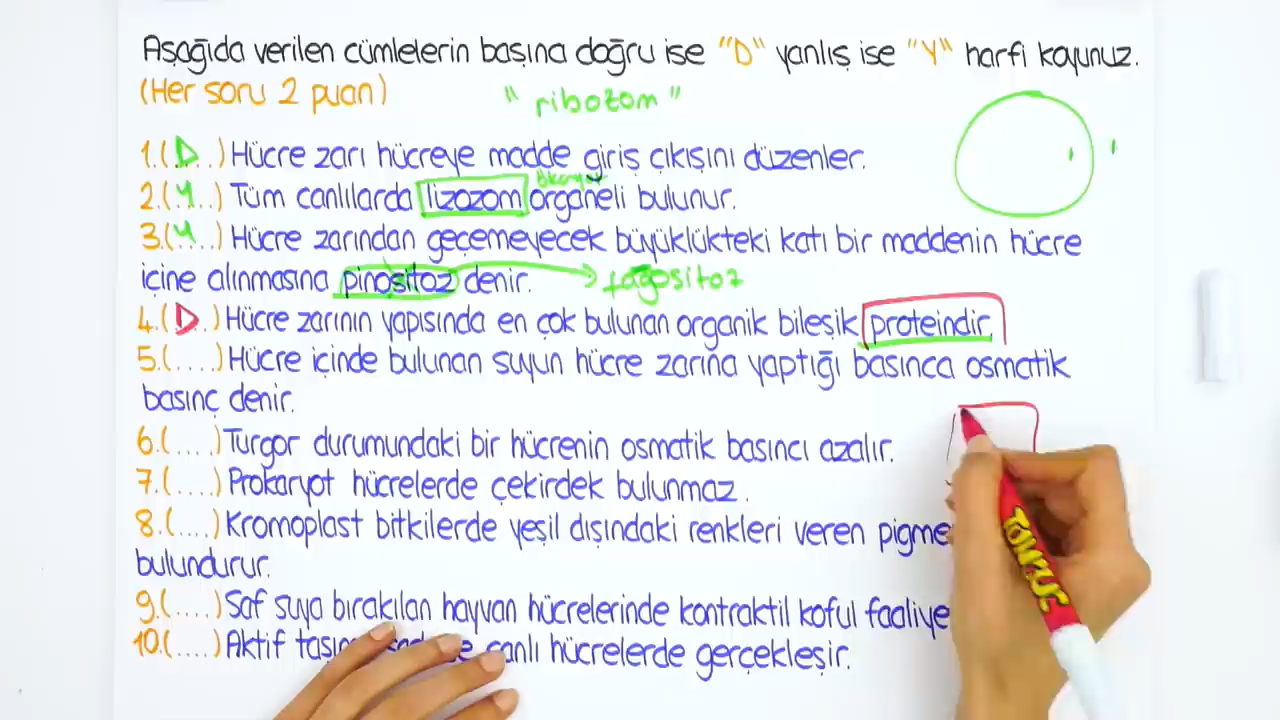 Aşağıda verilen cümlelerin başına doğru ise "D" yanlış ise "Y" harfi koyunuz.
(Her soru 2 puan)
"ribozom"
1.(D...) Hücre zarı hücreye madde giriş çıkışını düzenler.
2.(Y...) Tüm canlılarda lizozom organeli bulunur.
3.(Y...) Hücre zarından geçemeyecek büyüklükteki katı bir maddenin hücre
içine alınmasına pinositoz denir. fagositoz
4.(D.) Hücre zarının yapısında en çok bulunan organik bileşik proteindir.
5.(....) Hücre içinde bulunan suyun hücre zarına yaptığı basınca osmatik
basınç denir.
6.(....) Turgor durumundaki bir hücrenin osmatik basıncı azalır.
7.(....) Prokaryot hücrelerde çekirdek bulunmaz.
8.(....) Kromoplast bitkilerde yeşil dışındaki renkleri veren pigme
bulundurur.
9.(....) Saf suya bırakılan hayvan hücrelerinde kontraktil koful faaliye
10.(....) Aktif canlı hücrelerde gerçekleşir.